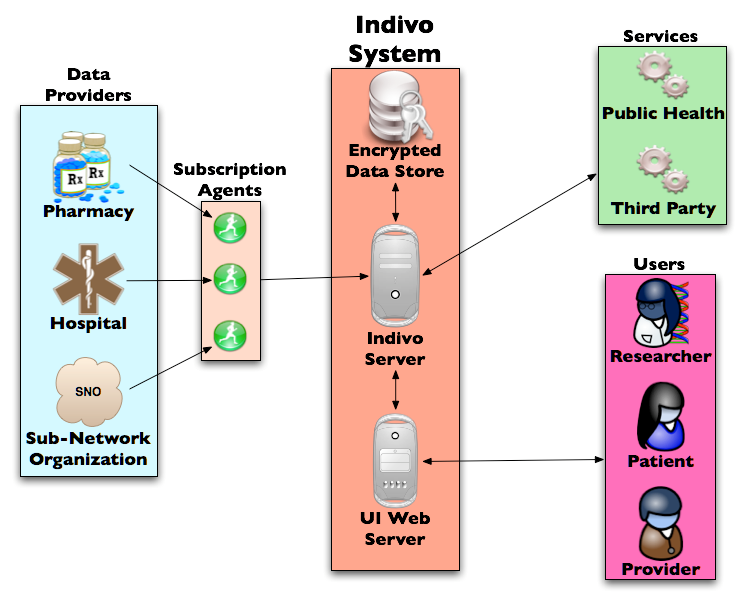 Data
Providers
Rx
Rx
Pharmacy
Hospital
SNO
Sub-Network
Organization
Subscription
Agents
Indivo
System
Encrypted
Data Store
Indivo
Server
UI Web
Server
Services
Public Health
Third Party
Users
Researcher
Patient
Provider